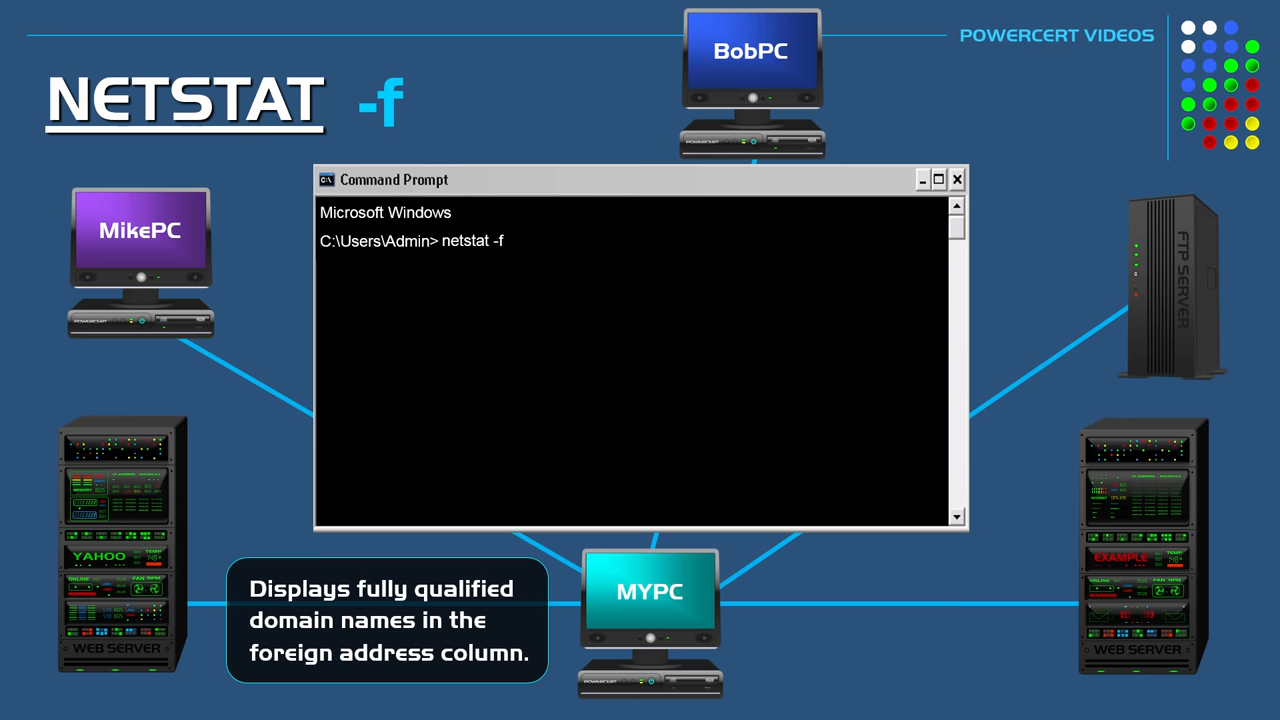 POWERCERT VIDEOS
NETSTAT -f
BobPC
MikePC
Command Prompt
Microsoft Windows
C:\Users\Admin> netstat -f
FTP SERVER
YAHOO
WEB SERVER
EXAMPLE
WEB SERVER
MYPC
Displays fully qualified
domain names in the
foreign address column.